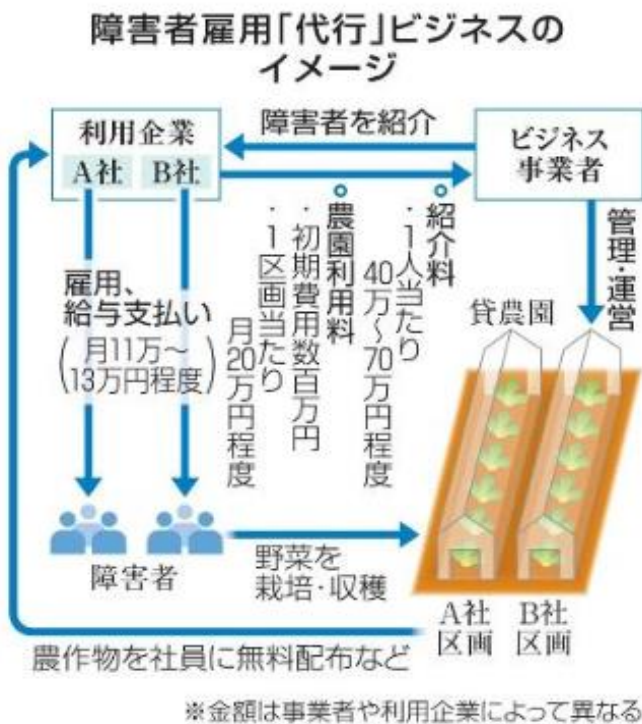 障害者雇用「代行」ビジネスの
イメージ
利用企業
A社 B社
障害者を紹介
ビジネス
事業者
○紹介料
・1人当たり
40万～70万円程度
○農園利用料
・初期費用数百万円
・1区画当たり
月20万円程度
管理・運営
雇用、
給与支払い
(月11万～
13万円程度)
貸農園
障害者
野菜を
栽培・収穫
A社
区画
B社
区画
農作物を社員に無料配布など
※金額は事業者や利用企業によって異なる